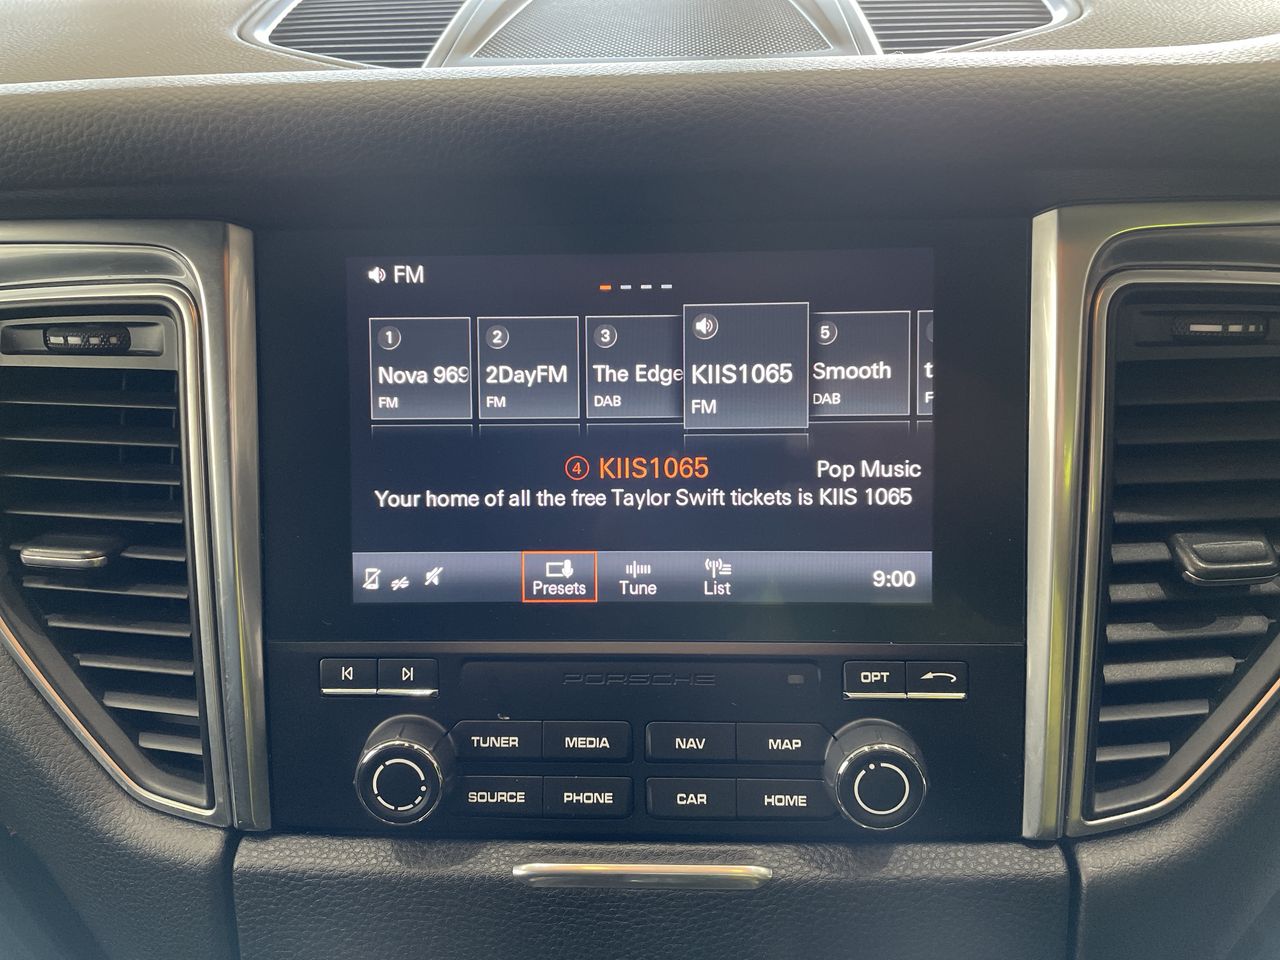 FM
1
2
3
5
Nova 969
2DayFM
The Edge
KIIS1065
Smooth
t
FM
FM
DAB
FM
DAB
F
4 KIIS1065
Pop Music
Your home of all the free Taylor Swift tickets is KIIS 1065
Presets
Tune
List
9:00
PORSCHE
OPT
TUNER
MEDIA
NAV
MAP
SOURCE
PHONE
CAR
HOME